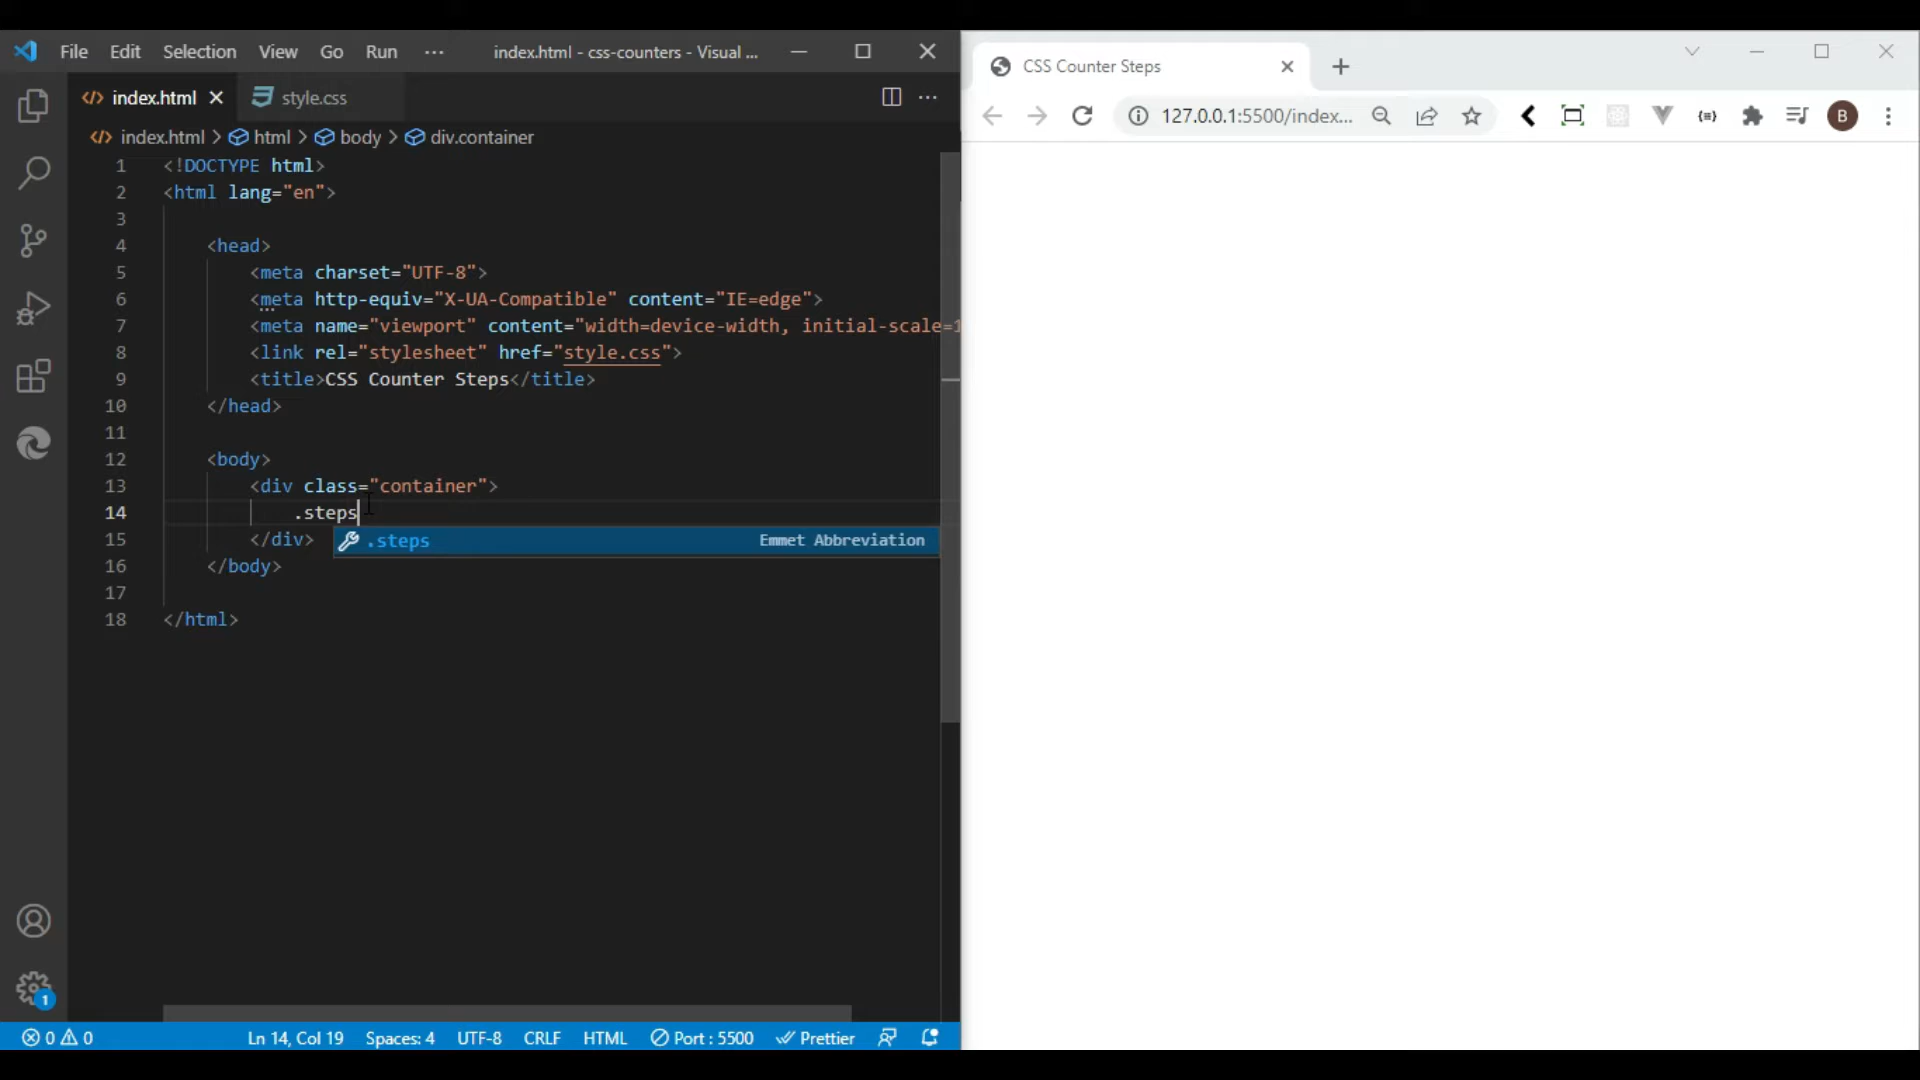 File Edit Selection View Go Run ··· index.html - css-counters - Visual ...
index.html style.css ···
index.html > html > body > div.container
1 <!DOCTYPE html>
2 <html lang="en">
3
4 <head>
5 <meta charset="UTF-8">
6 <meta http-equiv="X-UA-Compatible" content="IE=edge">
7 <meta name="viewport" content="width=device-width, initial-scale=1
8 <link rel="stylesheet" href="style.css">
9 <title>CSS Counter Steps</title>
10 </head>
11
12 <body>
13 <div class="container">
14 .steps
15 </div>
.steps Emmet Abbreviation
16 </body>
17
18 </html>
1
0 0 Ln 14, Col 19 Spaces: 4 UTF-8 CRLF HTML Port : 5500 Prettier
CSS Counter Steps
127.0.0.1:5500/index... B